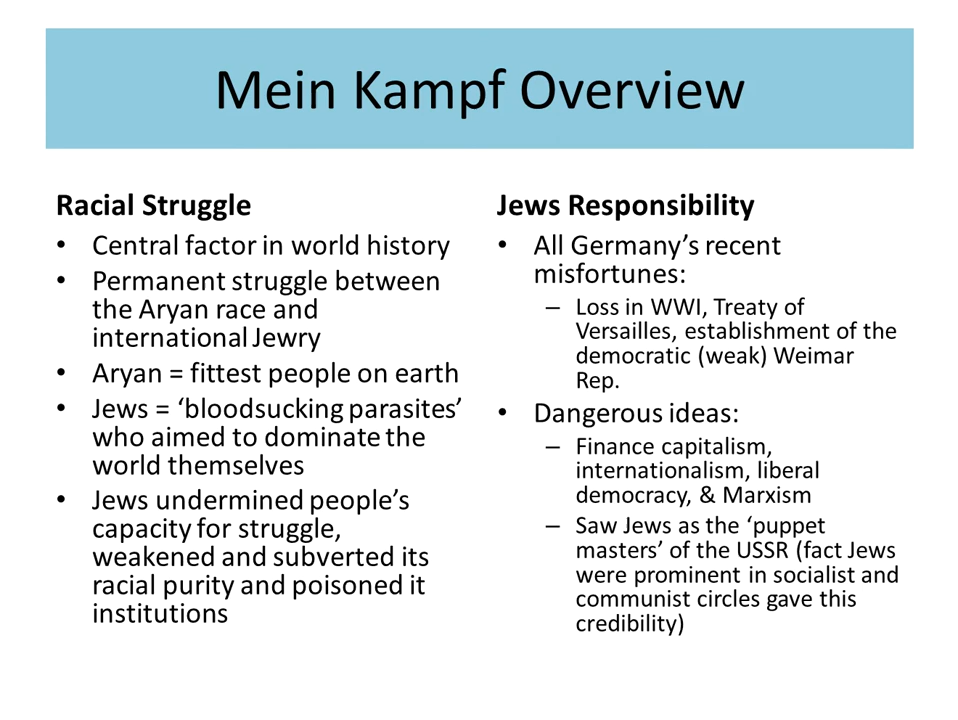 Mein Kampf Overview
Racial Struggle
• Central factor in world history
• Permanent struggle between
the Aryan race and
international Jewry
• Aryan = fittest people on earth
• Jews = ‘bloodsucking parasites’
who aimed to dominate the
world themselves
• Jews undermined people’s
capacity for struggle,
weakened and subverted its
racial purity and poisoned it
institutions
Jews Responsibility
• All Germany’s recent
misfortunes:
– Loss in WWI, Treaty of
Versailles, establishment of the
democratic (weak) Weimar
Rep.
• Dangerous ideas:
– Finance capitalism,
internationalism, liberal
democracy, & Marxism
– Saw Jews as the ‘puppet
masters’ of the USSR (fact Jews
were prominent in socialist and
communist circles gave this
credibility)